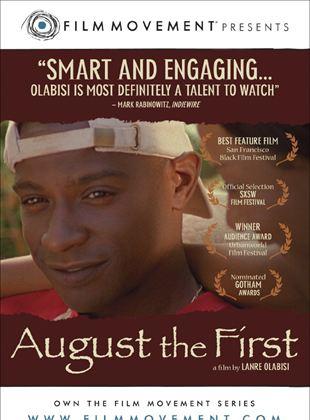 FILM MOVEMENT® PRESENTS
“SMART AND ENGAGING...
OLABISI IS MOST DEFINITELY A TALENT TO WATCH”
– MARK RABINOWITZ, INDIEWIRE
BEST FEATURE FILM
San Francisco
Black Film Festival
Official Selection
SXSW
FILM FESTIVAL
WINNER
AUDIENCE AWARD
Urbanworld
Film Festival
Nominated
GOTHAM
AWARDS
August the First
a film by LANRE OLABISI
OWN THE FILM MOVEMENT SERIES
WWW.FILMMOVEMENT.COM